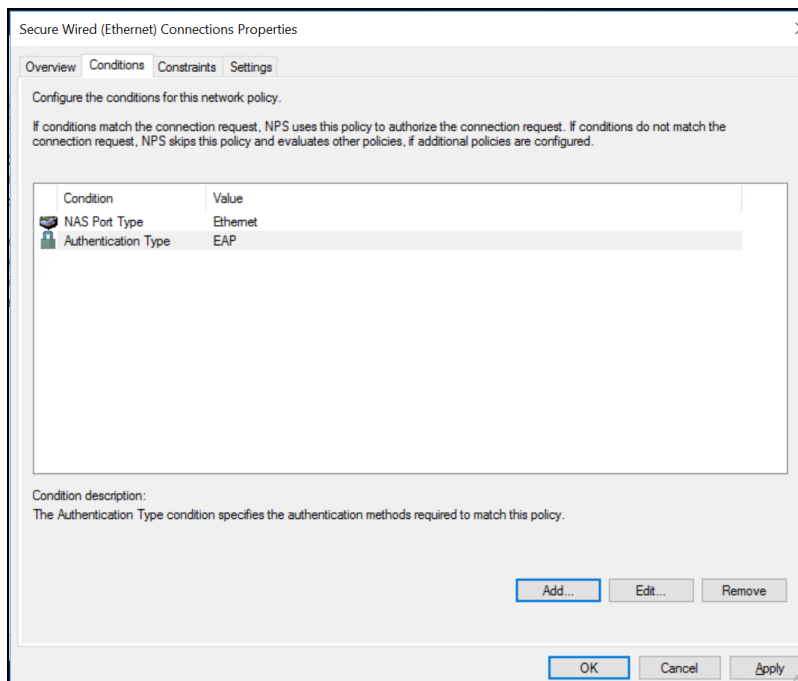 Secure Wired (Ethernet) Connections Properties
Overview Conditions Constraints Settings
Configure the conditions for this network policy.
If conditions match the connection request, NPS uses this policy to authorize the connection request. If conditions do not match the
connection request, NPS skips this policy and evaluates other policies, if additional policies are configured.
Condition Value
NAS Port Type Ethernet
Authentication Type EAP
Condition description:
The Authentication Type condition specifies the authentication methods required to match this policy.
Add... Edit... Remove
OK Cancel Apply